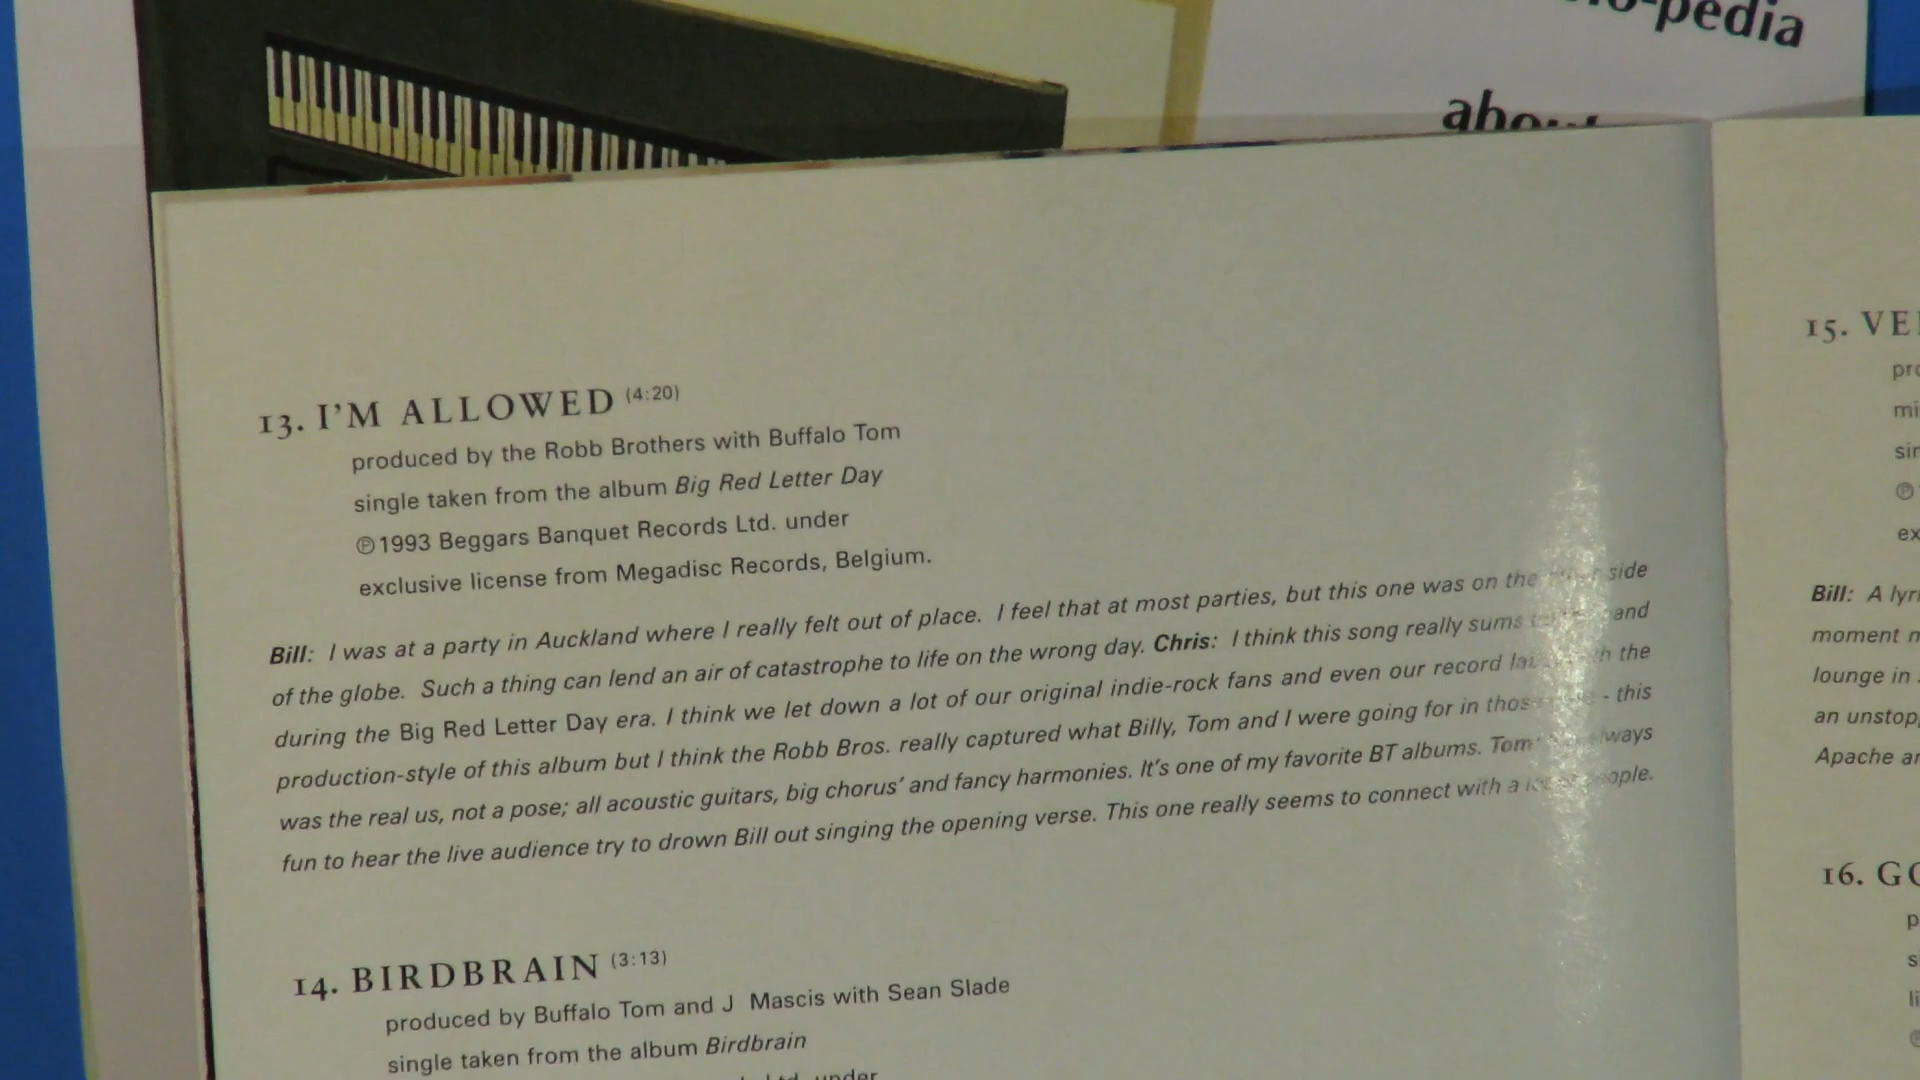 -pedia
13. I'M ALLOWED (4:20)
produced by the Robb Brothers with Buffalo Tom
single taken from the album Big Red Letter Day
℗1993 Beggars Banquet Records Ltd. under
exclusive license from Megadisc Records, Belgium.
Bill: I was at a party in Auckland where I really felt out of place. I feel that at most parties, but this one was on the side
of the globe. Such a thing can lend an air of catastrophe to life on the wrong day. Chris: I think this song really sums and
during the Big Red Letter Day era. I think we let down a lot of our original indie-rock fans and even our record the
production-style of this album but I think the Robb Bros. really captured what Billy, Tom and I were going for in - this
was the real us, not a pose; all acoustic guitars, big chorus' and fancy harmonies. It's one of my favorite BT albums.
fun to hear the live audience try to drown Bill out singing the opening verse. This one really seems to connect with a
14. BIRDBRAIN (3:13)
produced by Buffalo Tom and J Mascis with Sean Slade
single taken from the album Birdbrain
under
15.
℗
Bill: A
moment
lounge in
an
Apache
16.